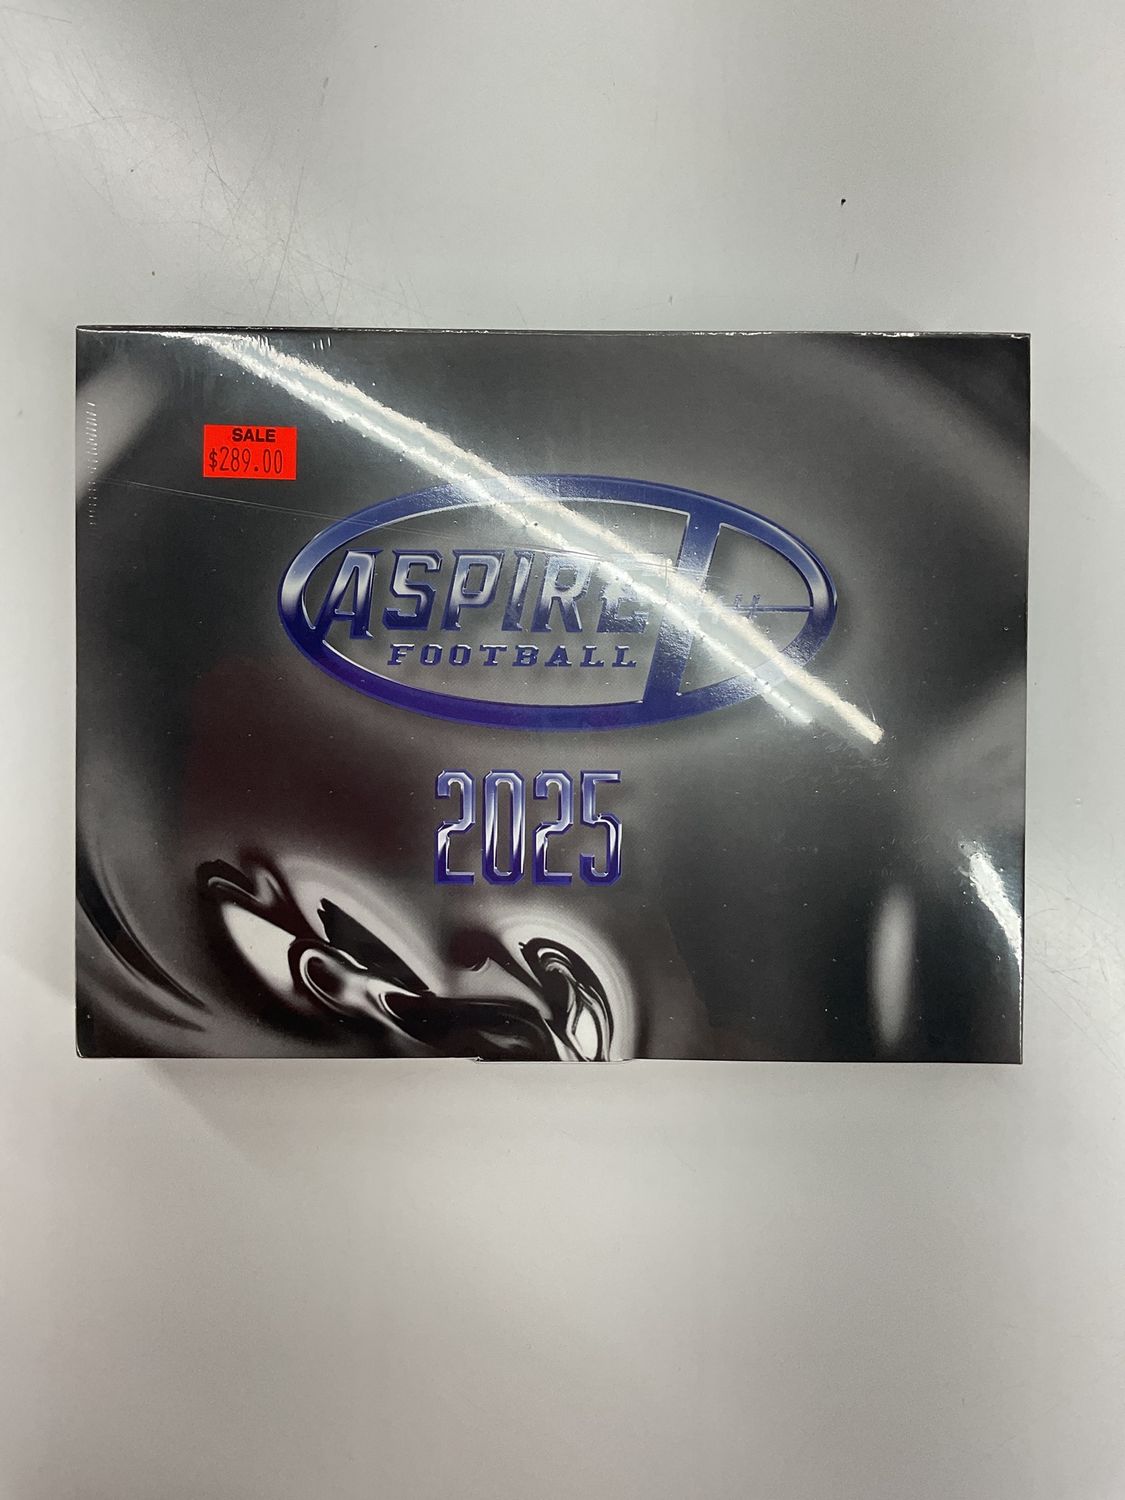 SALE
$289.00
ASPIRE
FOOTBALL
2025